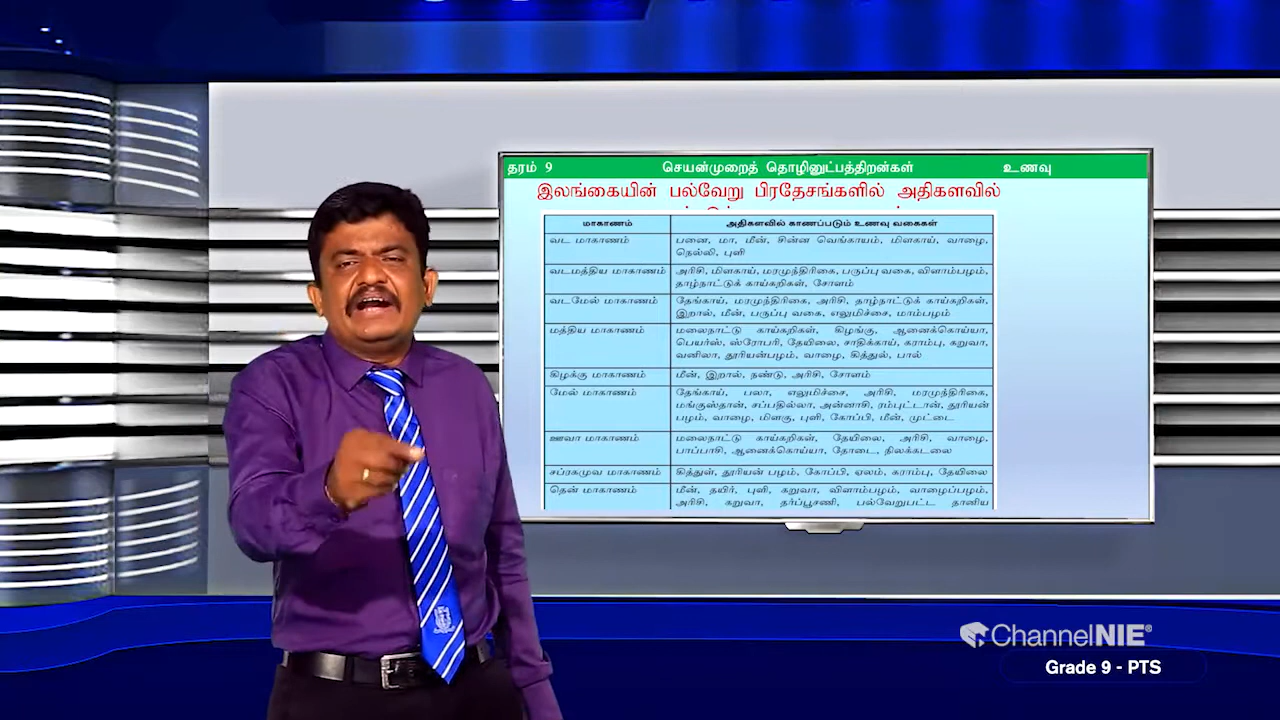 தரம் 9 செயன்முறைத் தொழினுட்பத்திறன்கள் உணவு
இலங்கையின் பல்வேறு பிரதேசங்களில் அதிகளவில்
மாகாணம் அதிகளவில் காணப்படும் உணவு வகைகள்
வட மாகாணம் பனை, மா, மீன், சின்ன வெங்காயம், மிளகாய், வாழை,
நெல்லி, புளி
வடமத்திய மாகாணம் அரிசி, மிளகாய், மரமுந்திரிகை, பருப்பு வகை, விளாம்பழம்,
தாழ்நாட்டுக் காய்கறிகள், சோளம்
வடமேல் மாகாணம் தேங்காய், மரமுந்திரிகை, அரிசி, தாழ்நாட்டுக் காய்கறிகள்,
இறால், மீன், பருப்பு வகை, எலுமிச்சை, மாம்பழம்
மத்திய மாகாணம் மலைநாட்டு காய்கறிகள், கிழங்கு, ஆனைக்கொய்யா,
பெயர்ஸ், ஸ்ரோபரி, தேயிலை, சாதிக்காய், கராம்பு, கறுவா,
வனிலா, தூரியன்பழம், வாழை, கித்துல், பால்
கிழக்கு மாகாணம் மீன், இறால், நண்டு, அரிசி, சோளம்
மேல் மாகாணம் தேங்காய், பலா, எலுமிச்சை, அரிசி, மரமுந்திரிகை,
மங்குஸ்தான், சப்பதில்லா, அன்னாசி, ரம்புட்டான், தூரியன்
பழம், வாழை, மிளகு, புளி, கோப்பி, மீன், முட்டை
ஊவா மாகாணம் மலைநாட்டு காய்கறிகள், தேயிலை, அரிசி, வாழை,
பாப்பாசி, ஆனைக்கொய்யா, தோடை, நிலக்கடலை
சப்ரகமுவ மாகாணம் கித்துள், தூரியன் பழம், கோப்பி, ஏலம், கராம்பு, தேயிலை
தென் மாகாணம் மீன், தயிர், புளி, கறுவா, விளாம்பழம், வாழைப்பழம்,
அரிசி, கறுவா, தர்ப்பூசணி, பல்வேறுபட்ட தானிய
ChannelNIE®
Grade 9 - PTS